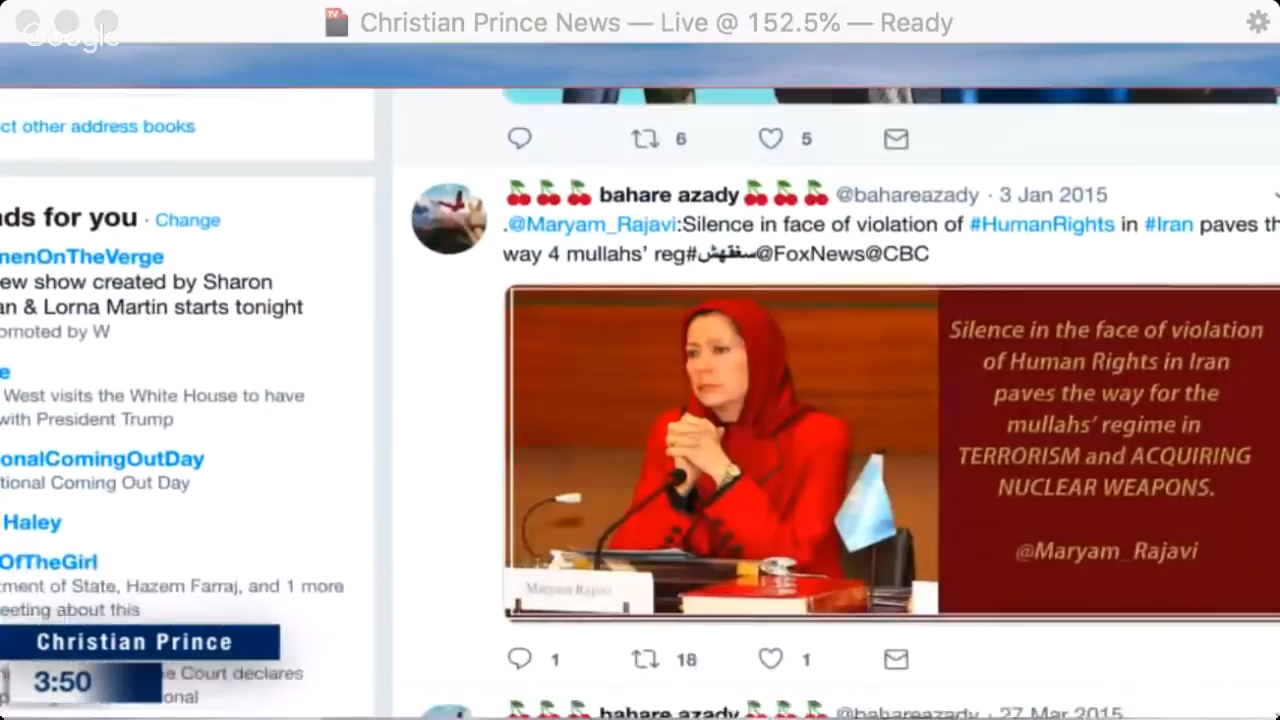 Christian Prince News — Live @ 152.5% — Ready
Google
ct other address books
6
5
nds for you · Change
menOnTheVerge
ew show created by Sharon
an & Lorna Martin starts tonight
omoted by W
e
West visits the White House to have
with President Trump
onalComingOutDay
tional Coming Out Day
Haley
OfTheGirl
tment of State, Hazem Farraj, and 1 more
eeting about this
e Court declares
onal
Christian Prince
3:50
🍒🍒🍒 bahare azady🍒🍒🍒 @bahareazady · 3 Jan 2015
.@Maryam_Rajavi:Silence in face of violation of #HumanRights in #Iran paves th
way 4 mullahs' reg#سفقهش@FoxNews@CBC
Maryam Rajavi
Silence in the face of violation
of Human Rights in Iran
paves the way for the
mullahs' regime in
TERRORISM and ACQUIRING
NUCLEAR WEAPONS.
@Maryam_Rajavi
1
18
1
🍒🍒🍒 bahare azady🍒🍒🍒 @bahareazady · 27 Mar 2015